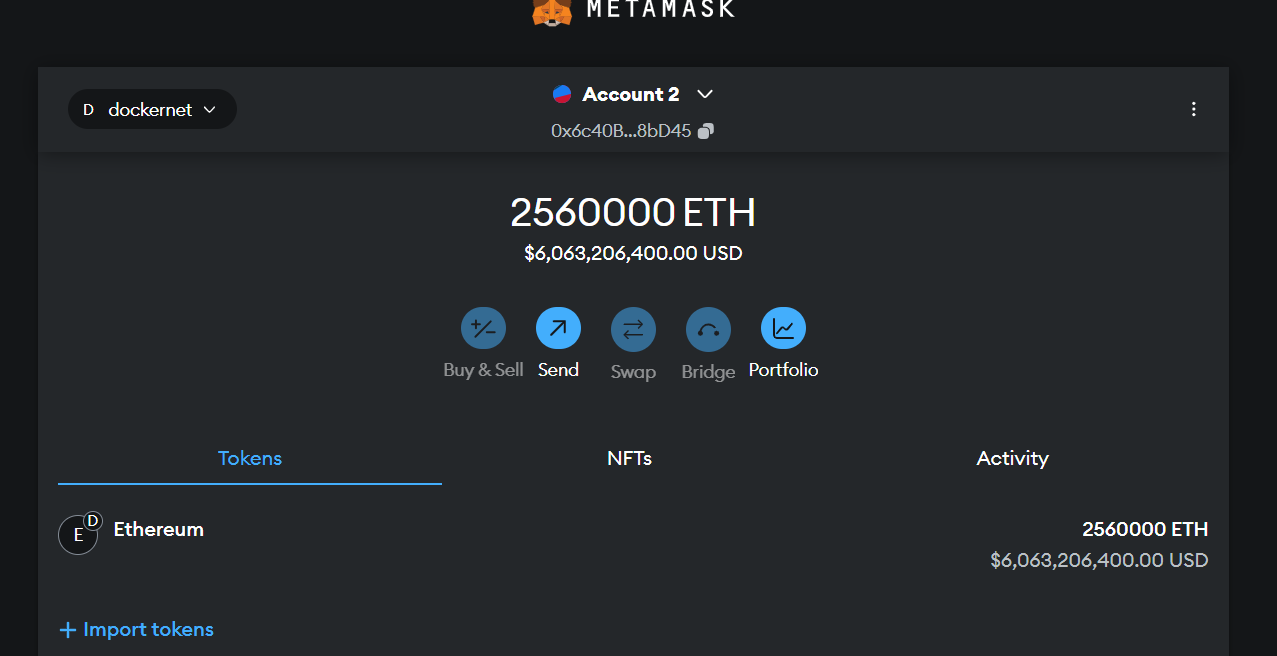 METAMASK
D dockernet
Account 2
0x6c40B...8bD45
2560000 ETH
$6,063,206,400.00 USD
Buy & Sell Send Swap Bridge Portfolio
Tokens NFTs Activity
E D Ethereum 2560000 ETH
$6,063,206,400.00 USD
+ Import tokens